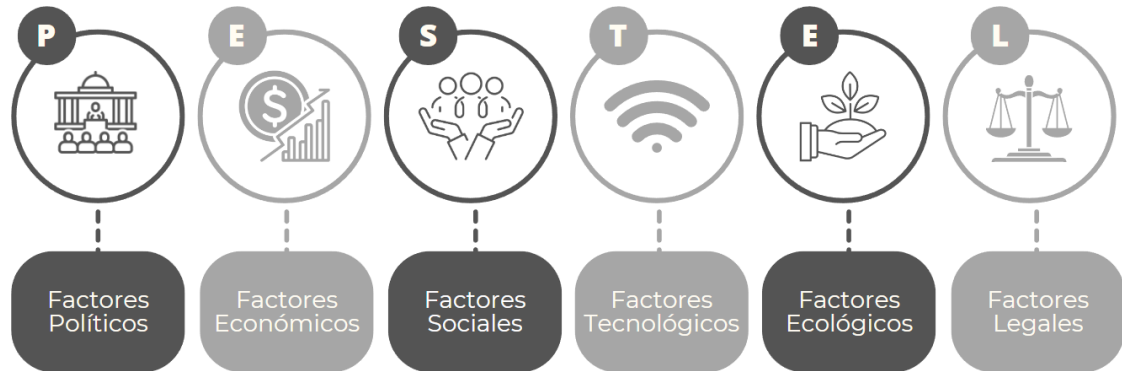 P
E
S
T
E
L
$
Factores
Políticos
Factores
Económicos
Factores
Sociales
Factores
Tecnológicos
Factores
Ecológicos
Factores
Legales